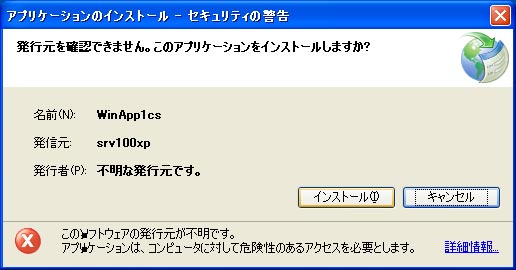 アプリケーションのインストール - セキュリティの警告
発行元を確認できません。このアプリケーションをインストールしますか?
名前(N): WinApp1cs
発信元: srv100xp
発行者(P): 不明な発行元です。
インストール(I) キャンセル
このソフトウェアの発行元が不明です。
アプリケーションは、コンピュータに対して危険性のあるアクセスを必要とします。 詳細情報...